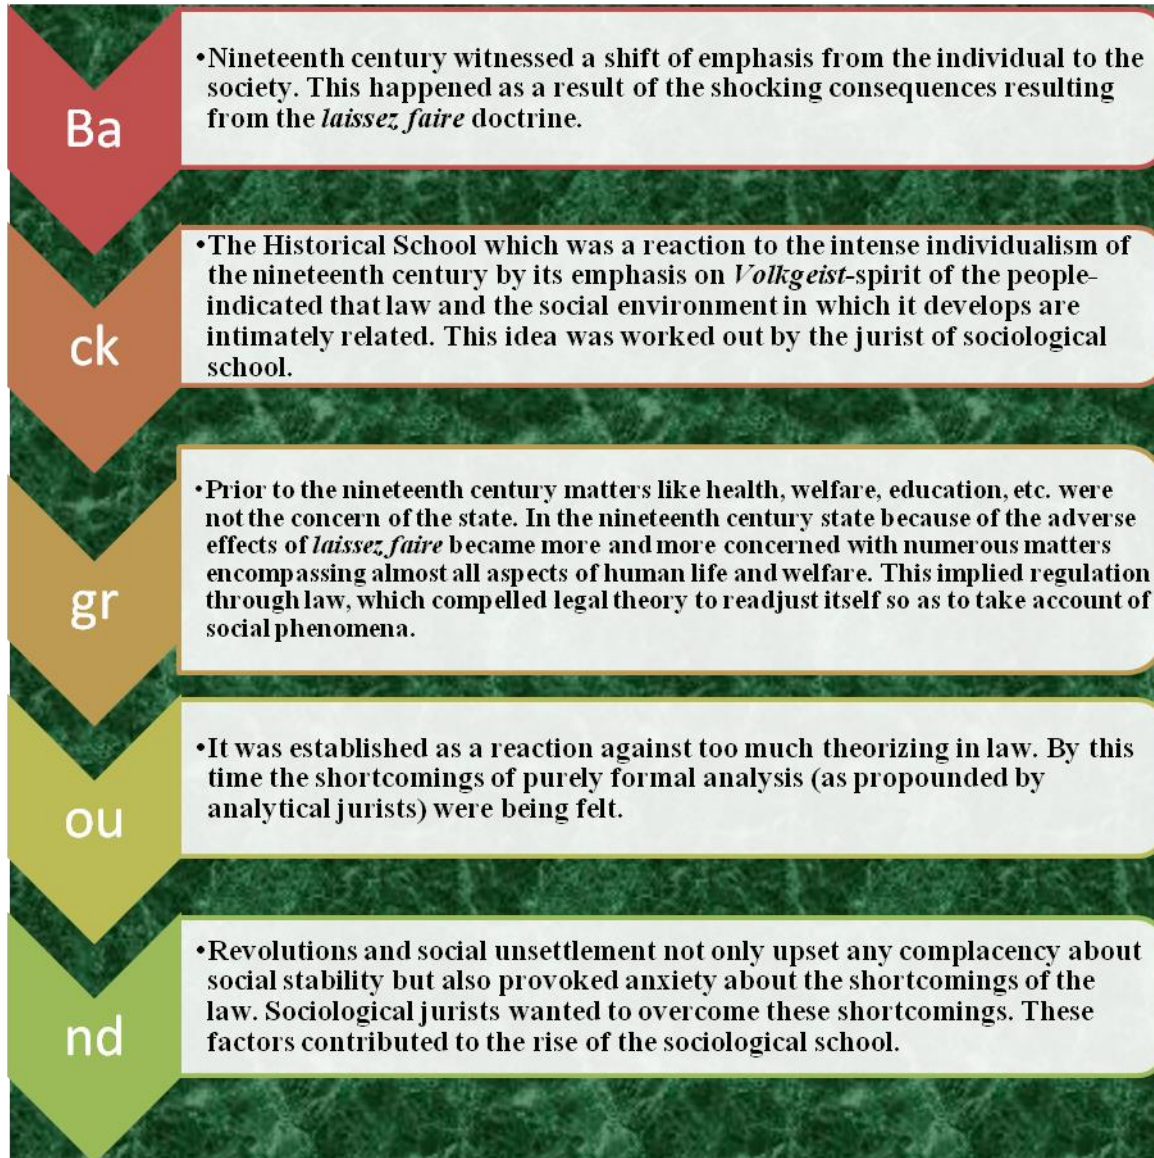 Ba
•Nineteenth century witnessed a shift of emphasis from the individual to the
society. This happened as a result of the shocking consequences resulting
from the laissez faire doctrine.
ck
•The Historical School which was a reaction to the intense individualism of
the nineteenth century by its emphasis on Volkgeist-spirit of the people-
indicated that law and the social environment in which it develops are
intimately related. This idea was worked out by the jurist of sociological
school.
gr
•Prior to the nineteenth century matters like health, welfare, education, etc. were
not the concern of the state. In the nineteenth century state because of the adverse
effects of laissez faire became more and more concerned with numerous matters
encompassing almost all aspects of human life and welfare. This implied regulation
through law, which compelled legal theory to readjust itself so as to take account of
social phenomena.
ou
•It was established as a reaction against too much theorizing in law. By this
time the shortcomings of purely formal analysis (as propounded by
analytical jurists) were being felt.
nd
•Revolutions and social unsettlement not only upset any complacency about
social stability but also provoked anxiety about the shortcomings of the
law. Sociological jurists wanted to overcome these shortcomings. These
factors contributed to the rise of the sociological school.